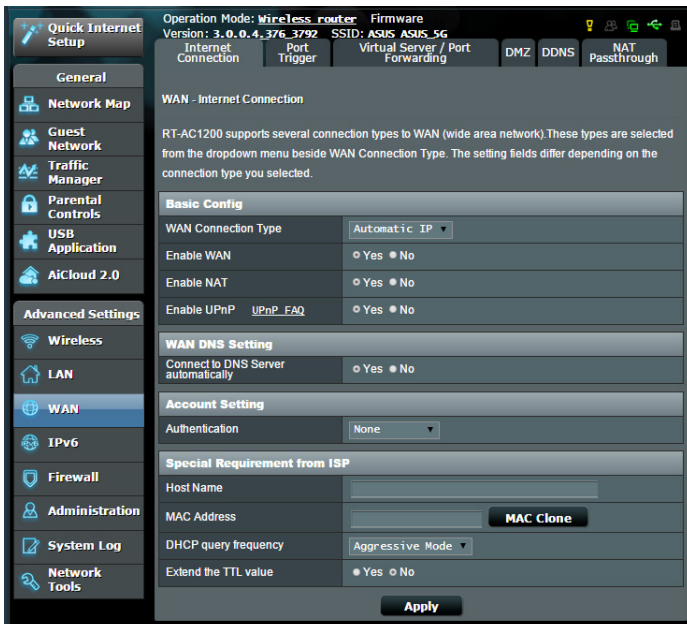 Quick Internet
Setup
Operation Mode: Wireless router Firmware
Version: 3.0.0.4.376_3792 SSID: ASUS ASUS_5G
Internet
Connection
Port
Trigger
Virtual Server / Port
Forwarding
DMZ
DDNS
NAT
Passthrough
General
Network Map
Guest
Network
Traffic
Manager
Parental
Controls
USB
Application
AiCloud 2.0
Advanced Settings
Wireless
LAN
WAN
IPv6
Firewall
Administration
System Log
Network
Tools
WAN - Internet Connection
RT-AC1200 supports several connection types to WAN (wide area network).These types are selected
from the dropdown menu beside WAN Connection Type. The setting fields differ depending on the
connection type you selected.
Basic Config
WAN Connection Type Automatic IP
Enable WAN Yes No
Enable NAT Yes No
Enable UPnP UPnP FAQ Yes No
WAN DNS Setting
Connect to DNS Server
automatically Yes No
Account Setting
Authentication None
Special Requirement from ISP
Host Name
MAC Address MAC Clone
DHCP query frequency Aggressive Mode
Extend the TTL value Yes No
Apply